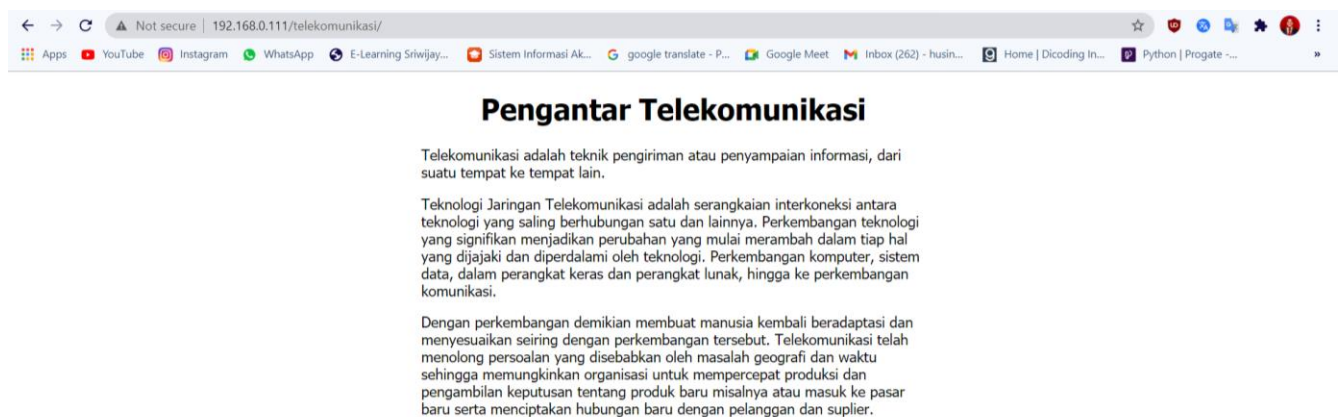 Not secure | 192.168.0.111/telekomunikasi/
Apps YouTube Instagram WhatsApp E-Learning Sriwijay... Sistem Informasi Ak... google translate - P... Google Meet Inbox (262) - husin... Home | Dicoding In... Python | Progate -... »
Pengantar Telekomunikasi
Telekomunikasi adalah teknik pengiriman atau penyampaian informasi, dari
suatu tempat ke tempat lain.
Teknologi Jaringan Telekomunikasi adalah serangkaian interkoneksi antara
teknologi yang saling berhubungan satu dan lainnya. Perkembangan teknologi
yang signifikan menjadikan perubahan yang mulai merambah dalam tiap hal
yang dijajaki dan diperdalami oleh teknologi. Perkembangan komputer, sistem
data, dalam perangkat keras dan perangkat lunak, hingga ke perkembangan
komunikasi.
Dengan perkembangan demikian membuat manusia kembali beradaptasi dan
menyesuaikan seiring dengan perkembangan tersebut. Telekomunikasi telah
menolong persoalan yang disebabkan oleh masalah geografi dan waktu
sehingga memungkinkan organisasi untuk mempercepat produksi dan
pengambilan keputusan tentang produk baru misalnya atau masuk ke pasar
baru serta menciptakan hubungan baru dengan pelanggan dan suplier.